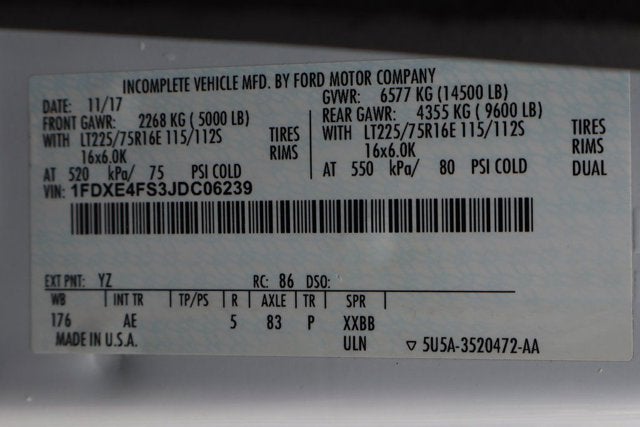 INCOMPLETE VEHICLE MFD. BY FORD MOTOR COMPANY
DATE: 11/17 GVWR: 6577 KG (14500 LB)
FRONT GAWR: 2268 KG ( 5000 LB) REAR GAWR: 4355 KG ( 9600 LB)
WITH LT225/75R16E 115/112S TIRES WITH LT225/75R16E 115/112S TIRES
16x6.0K RIMS 16x6.0K RIMS
AT 520 kPa/ 75 PSI COLD AT 550 kPa/ 80 PSI COLD DUAL
VIN: 1FDXE4FS3JDC06239
EXT PNT: YZ RC: 86 DSO:
WB INT TR TP/PS R AXLE TR SPR
176 AE 5 83 P XXBB
MADE IN U.S.A. ULN ▽ 5U5A-3520472-AA